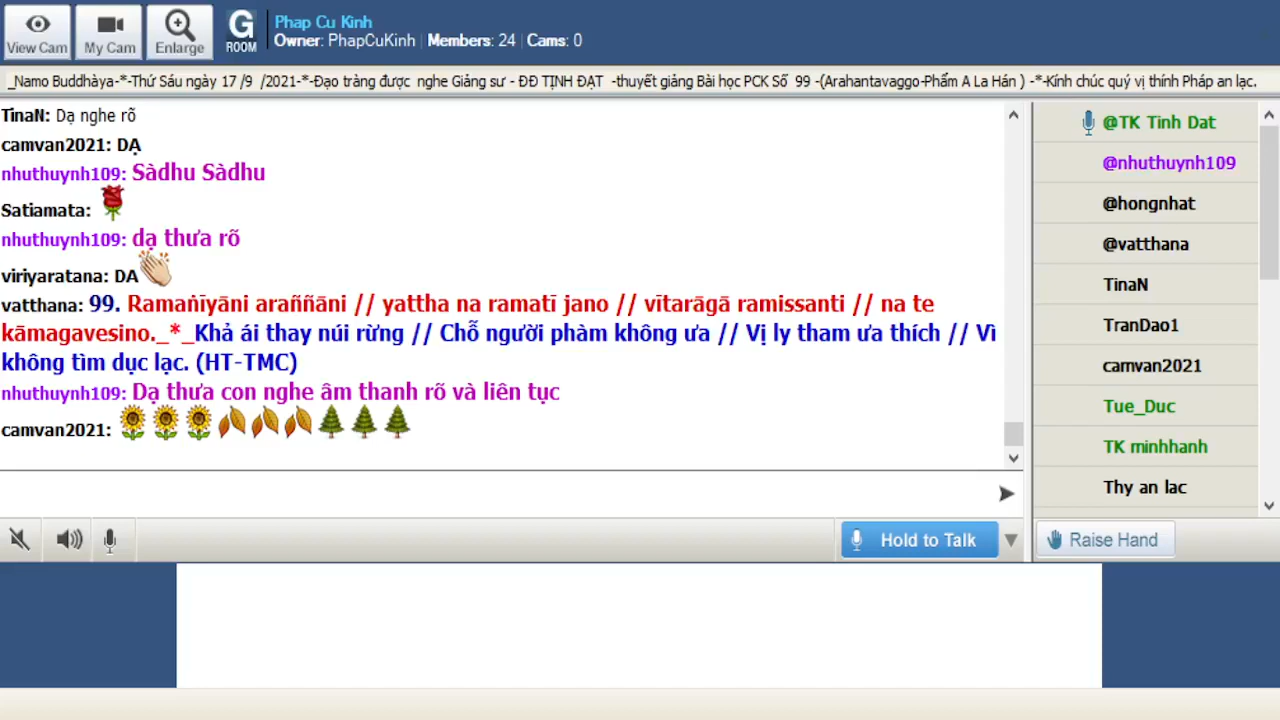 View Cam
My Cam
Enlarge
G
ROOM
Phap Cu Kinh
Owner: PhapCuKinh | Members: 24 | Cams: 0
_Namo Buddhàya-*-Thứ Sáu ngày 17 /9 /2021-*-Đạo tràng được nghe Giảng sư - ĐĐ TỊNH ĐẠT -thuyết giảng Bài học PCK Số 99 -(Arahantavaggo-Phẩm A La Hán ) -*-Kính chúc quý vị thính Pháp an lạc.
TinaN: Dạ nghe rõ
camvan2021: DẠ
nhuthuynh109: Sàdhu Sàdhu
Satiamata:
nhuthuynh109: dạ thưa rõ
viriyaratana: DA
vatthana: 99. Ramaṅīyāni araññāni // yattha na ramatī jano // vītarāgā ramissanti // na te
kāmagavesino._*_Khả ái thay núi rừng // Chỗ người phàm không ưa // Vị ly tham ưa thích // Vì
không tìm dục lạc. (HT-TMC)
nhuthuynh109: Dạ thưa con nghe âm thanh rõ và liên tục
camvan2021:
@TK Tinh Dat
@nhuthuynh109
@hongnhat
@vatthana
TinaN
TranDao1
camvan2021
Tue_Duc
TK minhhanh
Thy an lac
Hold to Talk
Raise Hand